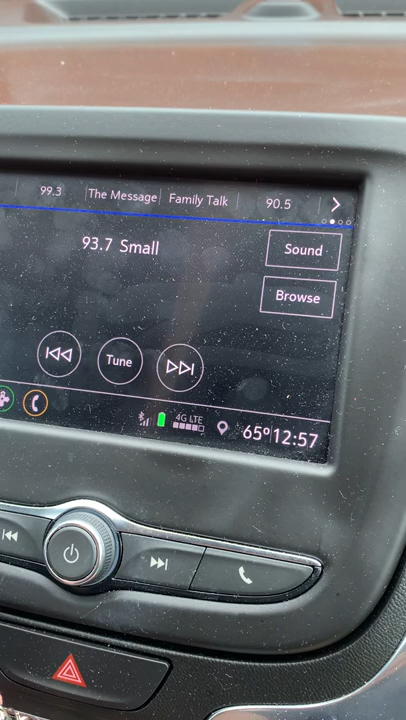 99.3 The Message Family Talk 90.5
93.7 Small
Sound
Browse
Tune
4G LTE
65° 12:57